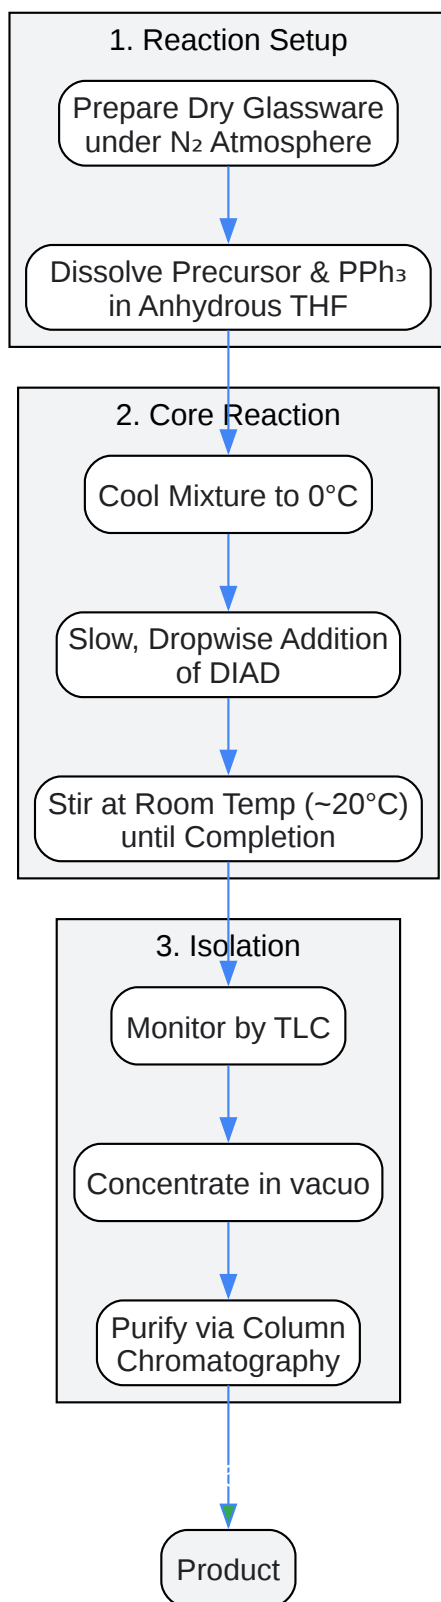 1. Reaction Setup
Prepare Dry Glassware
under N₂ Atmosphere
Dissolve Precursor & PPh₃
in Anhydrous THF
2. Core Reaction
Cool Mixture to 0°C
Slow, Dropwise Addition
of DIAD
Stir at Room Temp (~20°C)
until Completion
3. Isolation
Monitor by TLC
Concentrate in vacuo
Purify via Column
Chromatography
Product